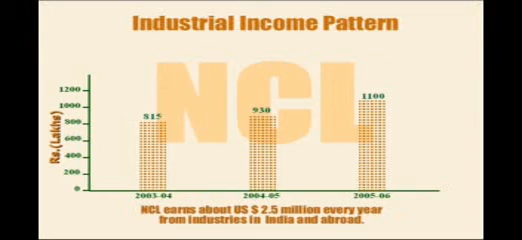 Industrial Income Pattern
NCL
Rs.(Lakhs)
1200
1000
800
600
400
200
0
815
930
1100
2003-04
2004-05
2005-06
NCL earns about US $ 2.5 million every year
from industries in India and abroad.